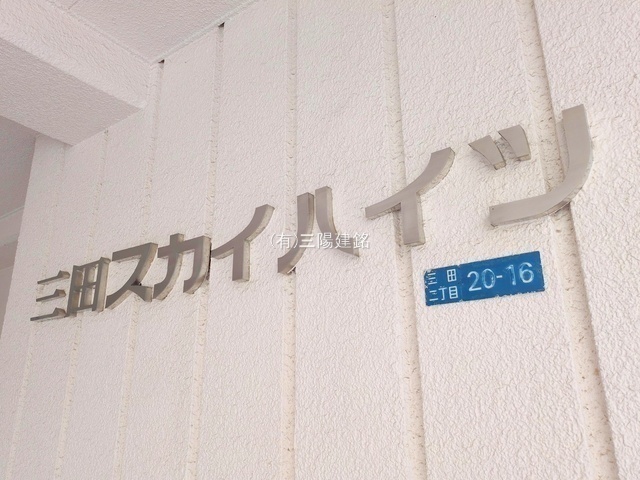 三田スカイハイツ
(有)三陽建銘
三田
二丁目
20-16